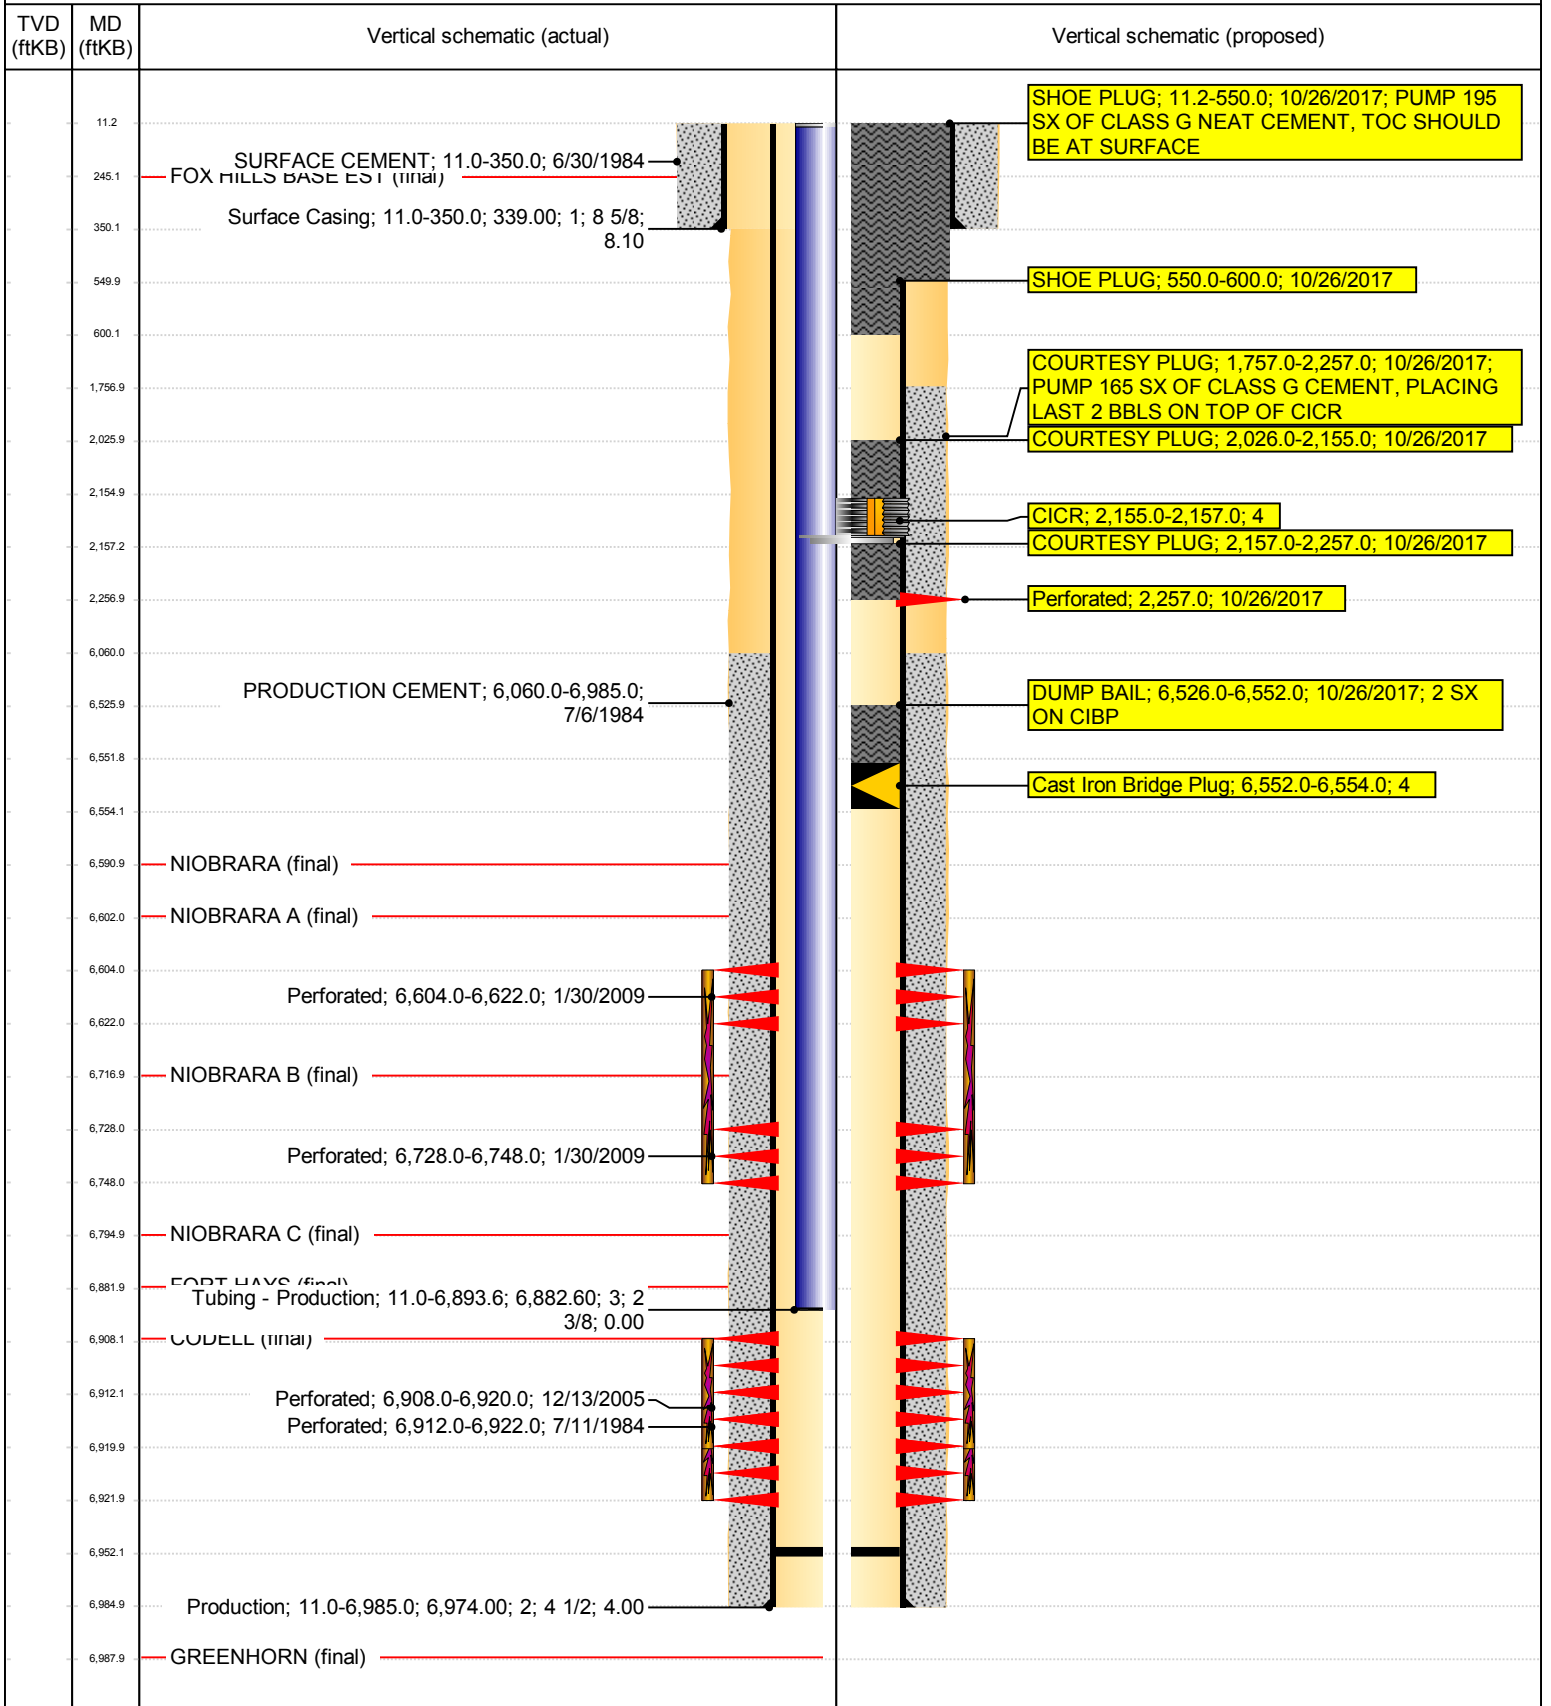 TVD
(ftKB)
MD
(ftKB)
Vertical schematic (actual)
Vertical schematic (proposed)
11.2
245.1
350.1
549.9
600.1
1,756.9
2,025.9
2,154.9
2,157.2
2,256.9
6,060.0
6,525.9
6,551.8
6,554.1
6,590.9
6,602.0
6,604.0
6,622.0
6,716.9
6,728.0
6,748.0
6,794.9
6,881.9
6,908.1
6,912.1
6,919.9
6,921.9
6,952.1
6,984.9
6,987.9
SURFACE CEMENT; 11.0-350.0; 6/30/1984
FOX HILLS BASE EST (final)
Surface Casing; 11.0-350.0; 339.00; 1; 8 5/8;
8.10
PRODUCTION CEMENT; 6,060.0-6,985.0;
7/6/1984
NIOBRARA (final)
NIOBRARA A (final)
Perforated; 6,604.0-6,622.0; 1/30/2009
NIOBRARA B (final)
Perforated; 6,728.0-6,748.0; 1/30/2009
NIOBRARA C (final)
FORT HAYS (final)
Tubing - Production; 11.0-6,893.6; 6,882.60; 3; 2
3/8; 0.00
CODELL (final)
Perforated; 6,908.0-6,920.0; 12/13/2005
Perforated; 6,912.0-6,922.0; 7/11/1984
Production; 11.0-6,985.0; 6,974.00; 2; 4 1/2; 4.00
GREENHORN (final)
SHOE PLUG; 11.2-550.0; 10/26/2017; PUMP 195
SX OF CLASS G NEAT CEMENT, TOC SHOULD
BE AT SURFACE
SHOE PLUG; 550.0-600.0; 10/26/2017
COURTESY PLUG; 1,757.0-2,257.0; 10/26/2017;
PUMP 165 SX OF CLASS G CEMENT, PLACING
LAST 2 BBLS ON TOP OF CICR
COURTESY PLUG; 2,026.0-2,155.0; 10/26/2017
CICR; 2,155.0-2,157.0; 4
COURTESY PLUG; 2,157.0-2,257.0; 10/26/2017
Perforated; 2,257.0; 10/26/2017
DUMP BAIL; 6,526.0-6,552.0; 10/26/2017; 2 SX
ON CIBP
Cast Iron Bridge Plug; 6,552.0-6,554.0; 4